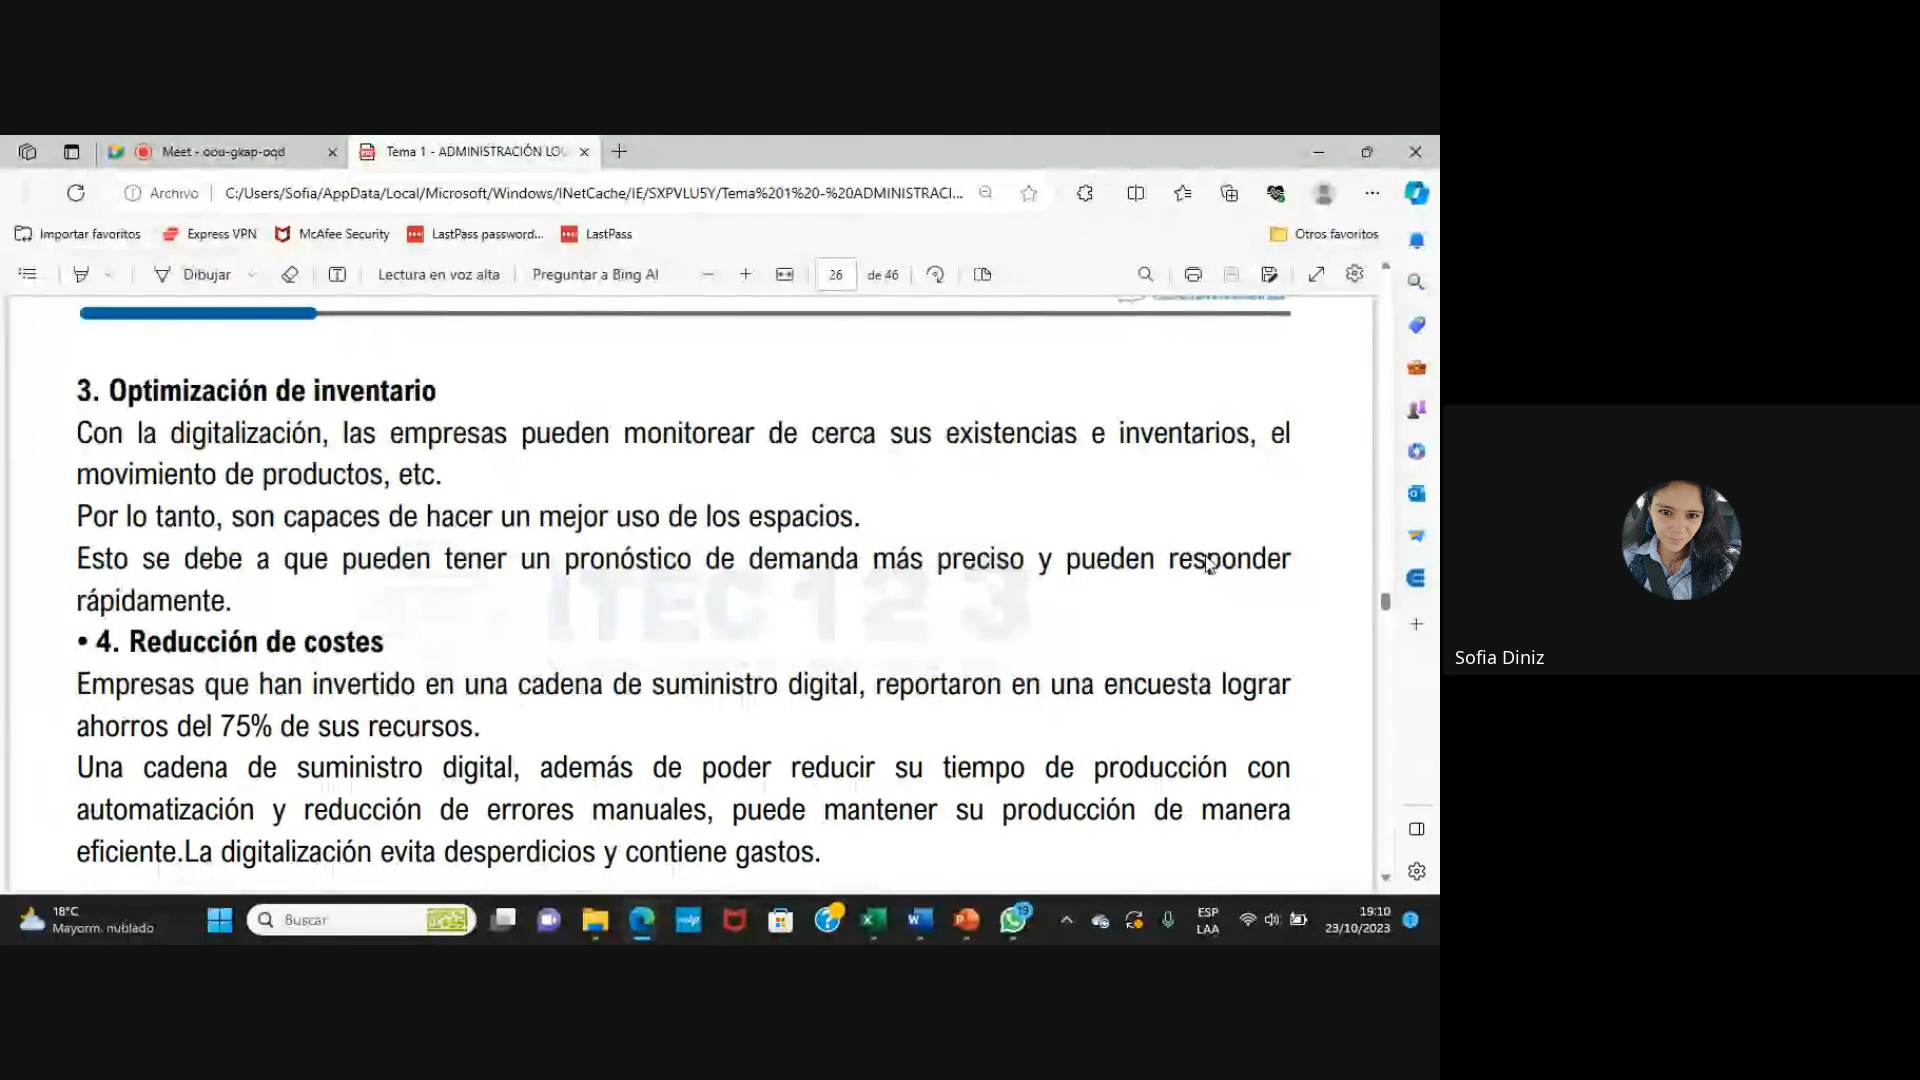 Meet - oou-gkap-oqd
Tema 1 - ADMINISTRACIÓN LO
Archivo
C:/Users/Sofia/AppData/Local/Microsoft/Windows/INetCache/IE/SXPVLU5Y/Tema%201%20-%20ADMINISTRACI...
Importar favoritos
Express VPN
McAfee Security
LastPass password...
LastPass
Otros favoritos
Dibujar
Lectura en voz alta
Preguntar a Bing AI
26
de 46
3. Optimización de inventario
Con la digitalización, las empresas pueden monitorear de cerca sus existencias e inventarios, el
movimiento de productos, etc.
Por lo tanto, son capaces de hacer un mejor uso de los espacios.
Esto se debe a que pueden tener un pronóstico de demanda más preciso y pueden responder
rápidamente.
ITEC 1 2 3
• 4. Reducción de costes
Empresas que han invertido en una cadena de suministro digital, reportaron en una encuesta lograr
ahorros del 75% de sus recursos.
Una cadena de suministro digital, además de poder reducir su tiempo de producción con
automatización y reducción de errores manuales, puede mantener su producción de manera
eficiente.La digitalización evita desperdicios y contiene gastos.
Sofia Diniz
18°C
Mayorm. nublado
Buscar
19
ESP
LAA
19:10
23/10/2023